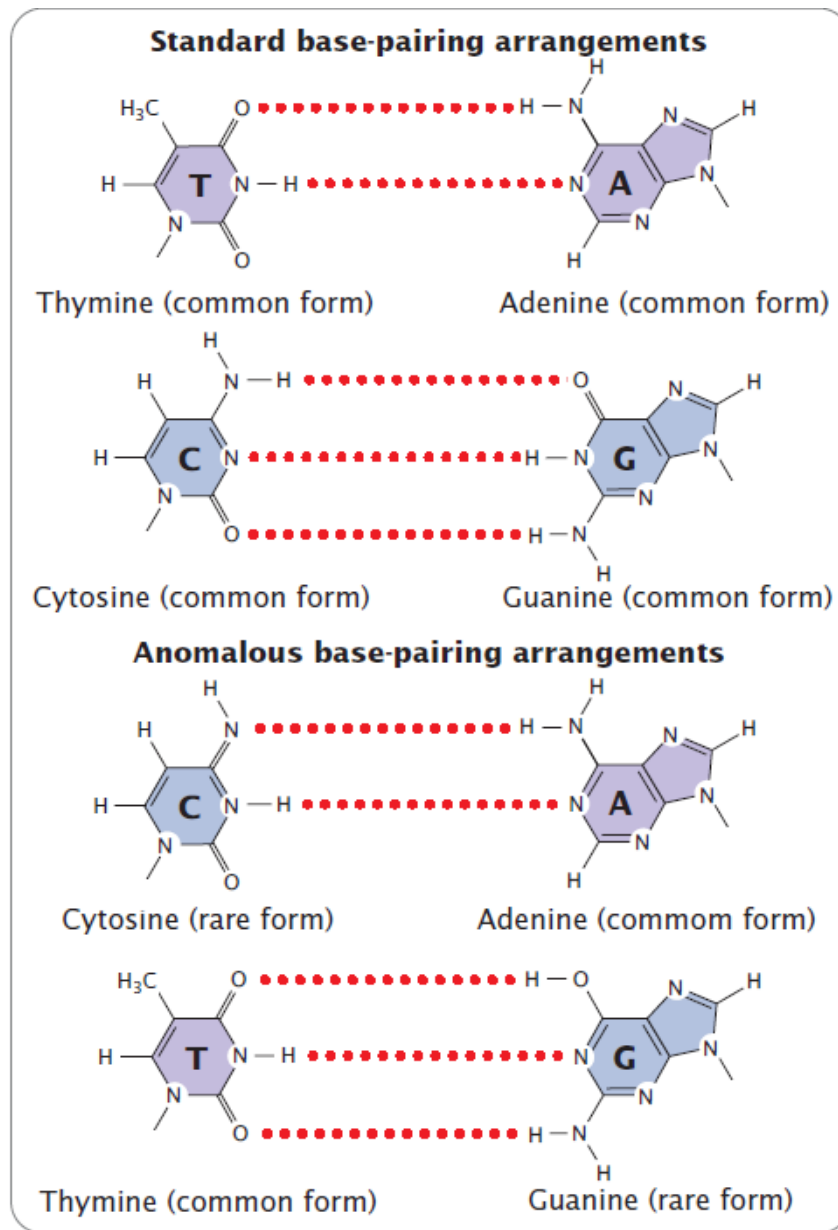 Standard base-pairing arrangements
H
H₃C O H – N N H
H T N – H N A N
N O H N
Thymine (common form) Adenine (common form)
H
H N – H O N H
H C N H – N G N
N O H – N N
H
Cytosine (common form) Guanine (common form)
Anomalous base-pairing arrangements
H H
H N H – N N H
H C N – H N A N
N O H N
Cytosine (rare form) Adenine (commom form)
H₃C O H – O N H
H T N – H N G N
N O H – N N
H
Thymine (common form) Guanine (rare form)